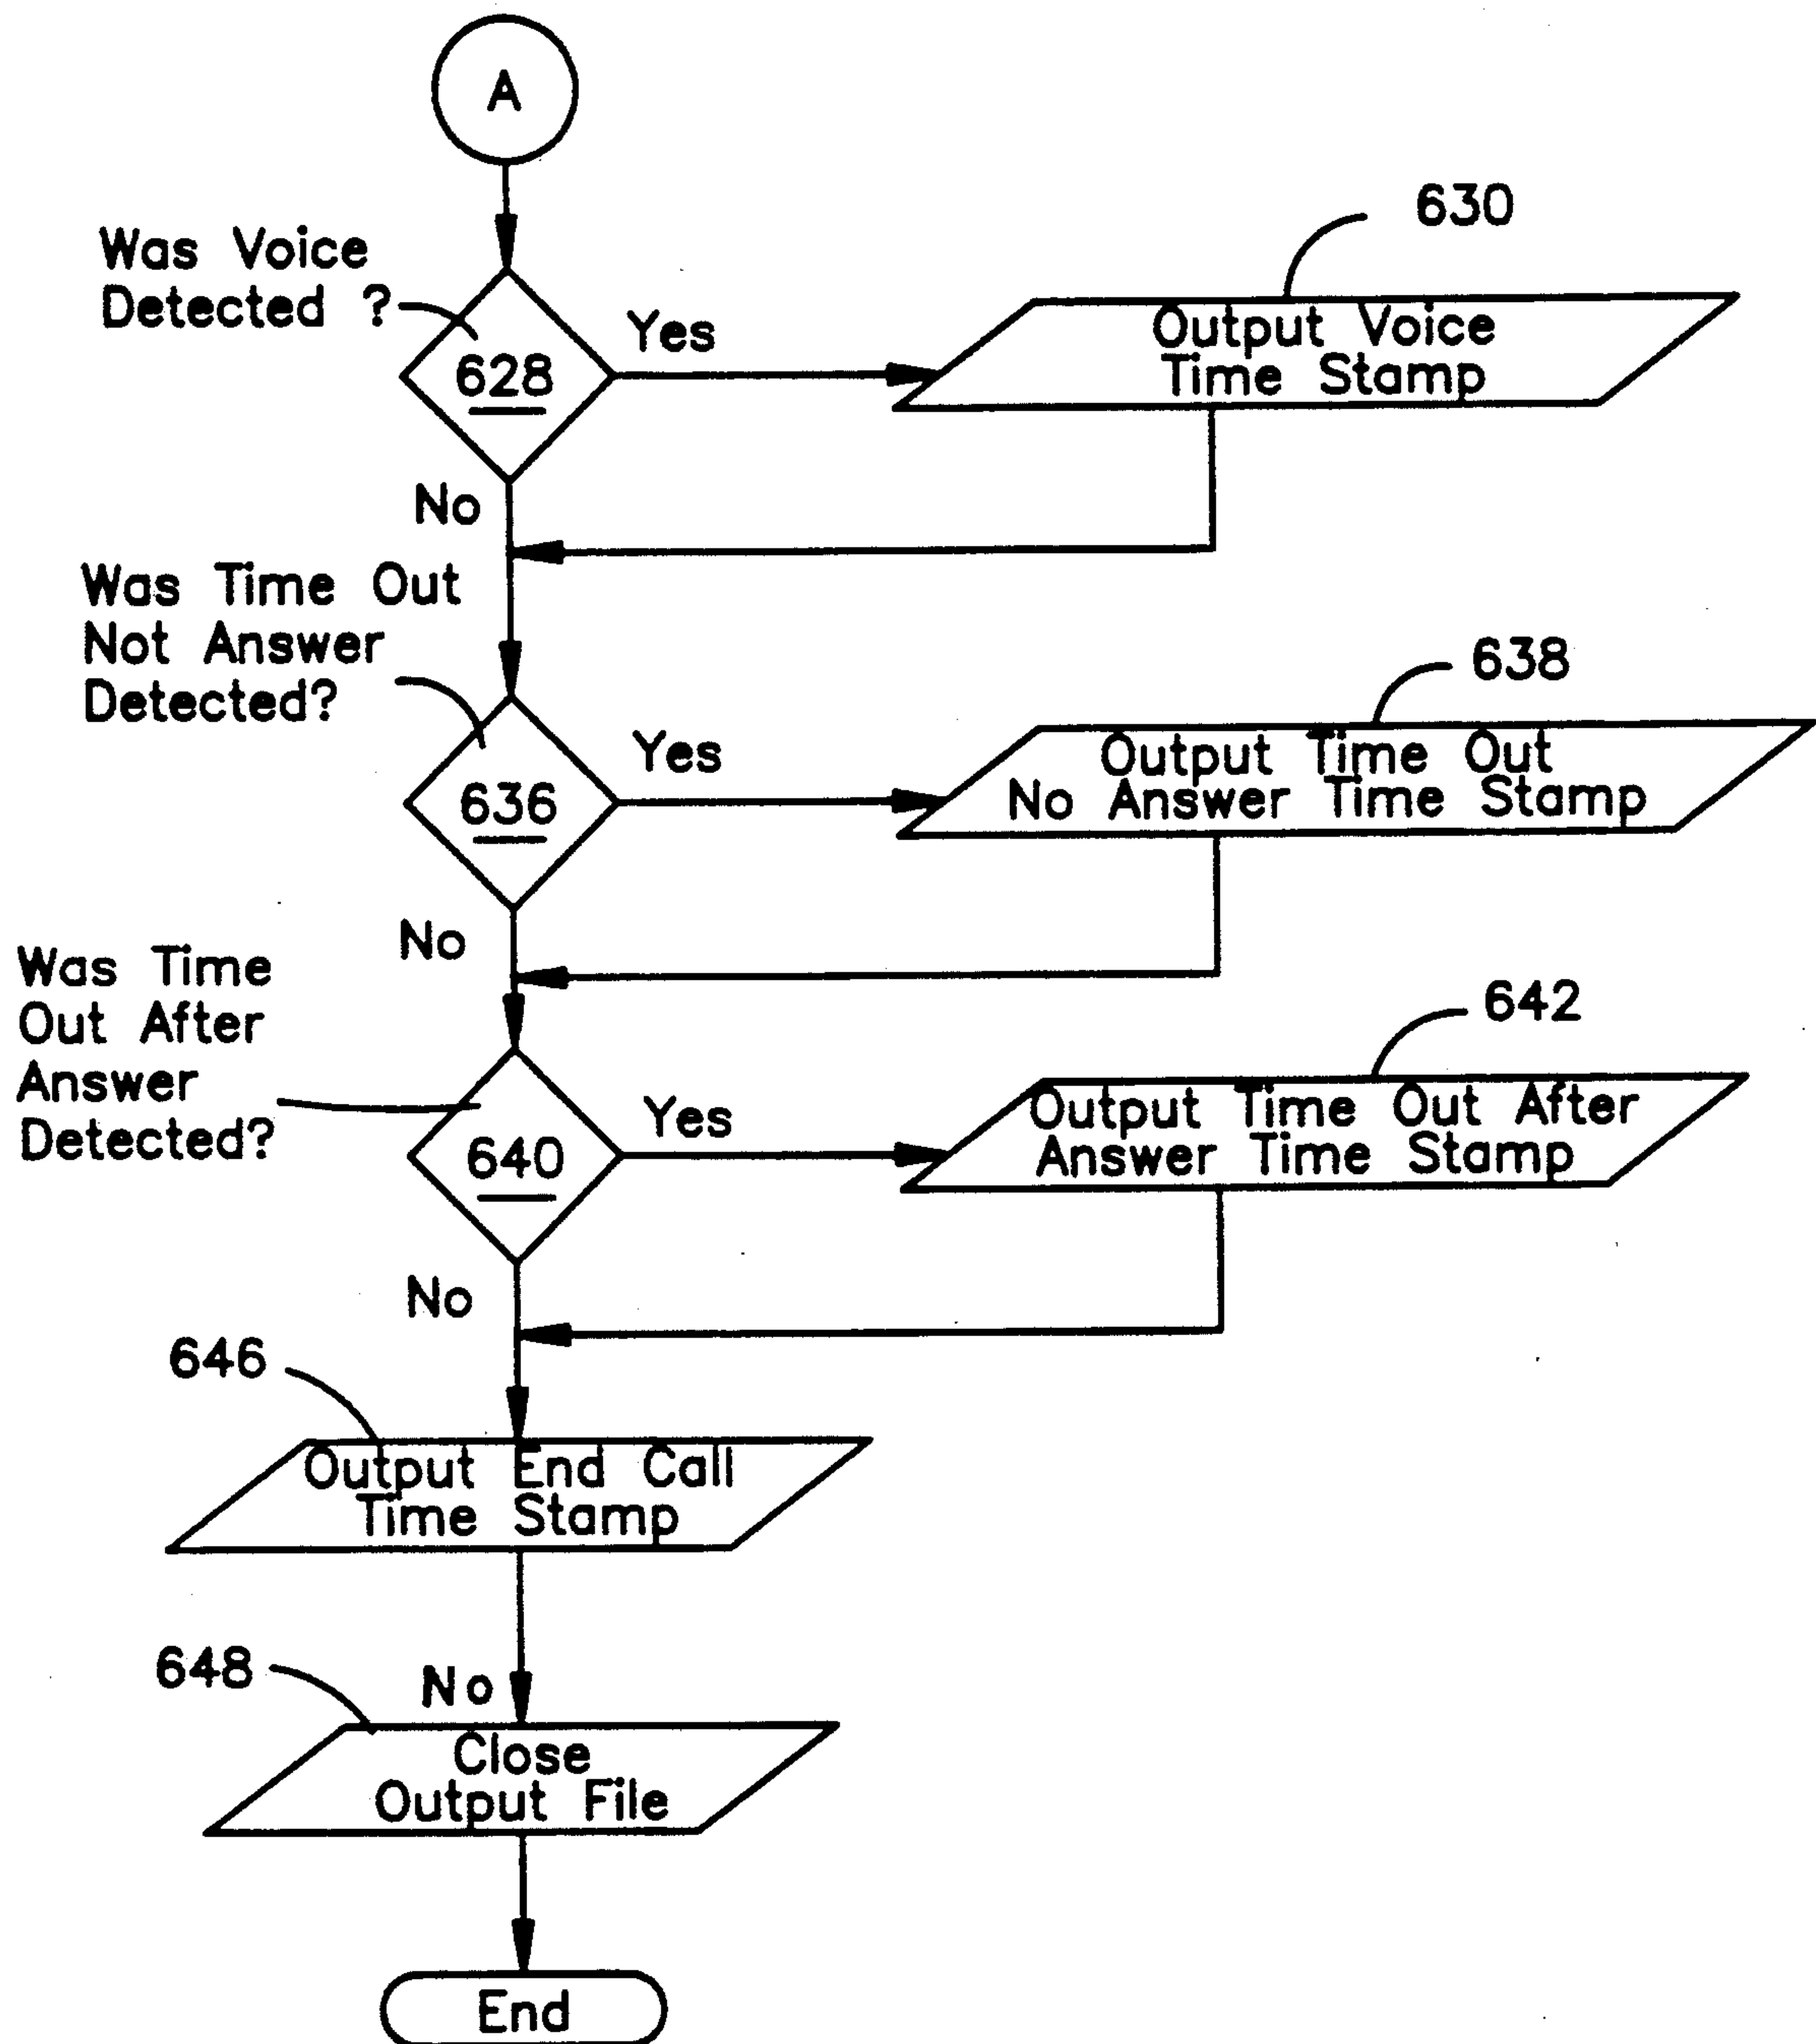 A
Was Voice
Detected ?
628
Yes
630
Output Voice
Time Stamp
No
Was Time Out
Not Answer
Detected?
636
Yes
638
Output Time Out
No Answer Time Stamp
No
Was Time
Out After
Answer
Detected?
640
Yes
642
Output Time Out After
Answer Time Stamp
No
646
Output End Call
Time Stamp
648
No
Close
Output File
End